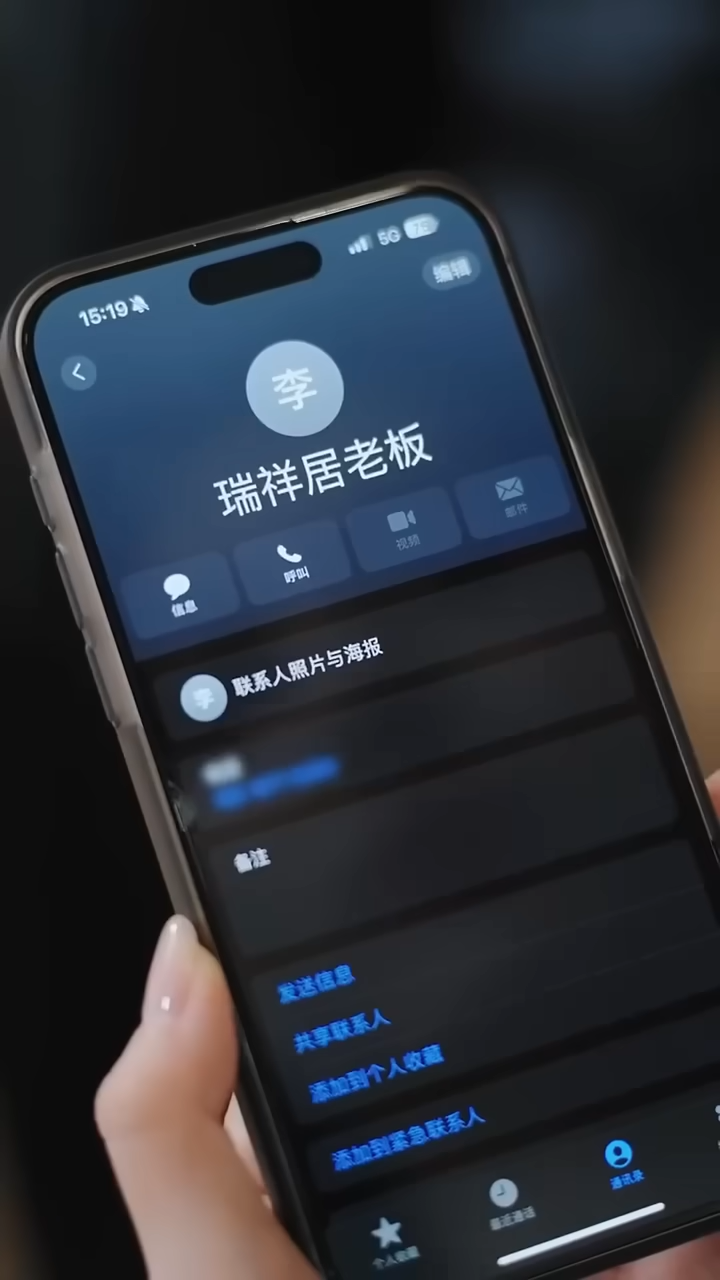 15:19 5G
编辑
李
瑞祥居老板
信息 呼叫 视频 邮件
李 联系人照片与海报
备注
发送信息
共享联系人
添加到个人收藏
添加到紧急联系人
个人收藏 最近通话 通讯录